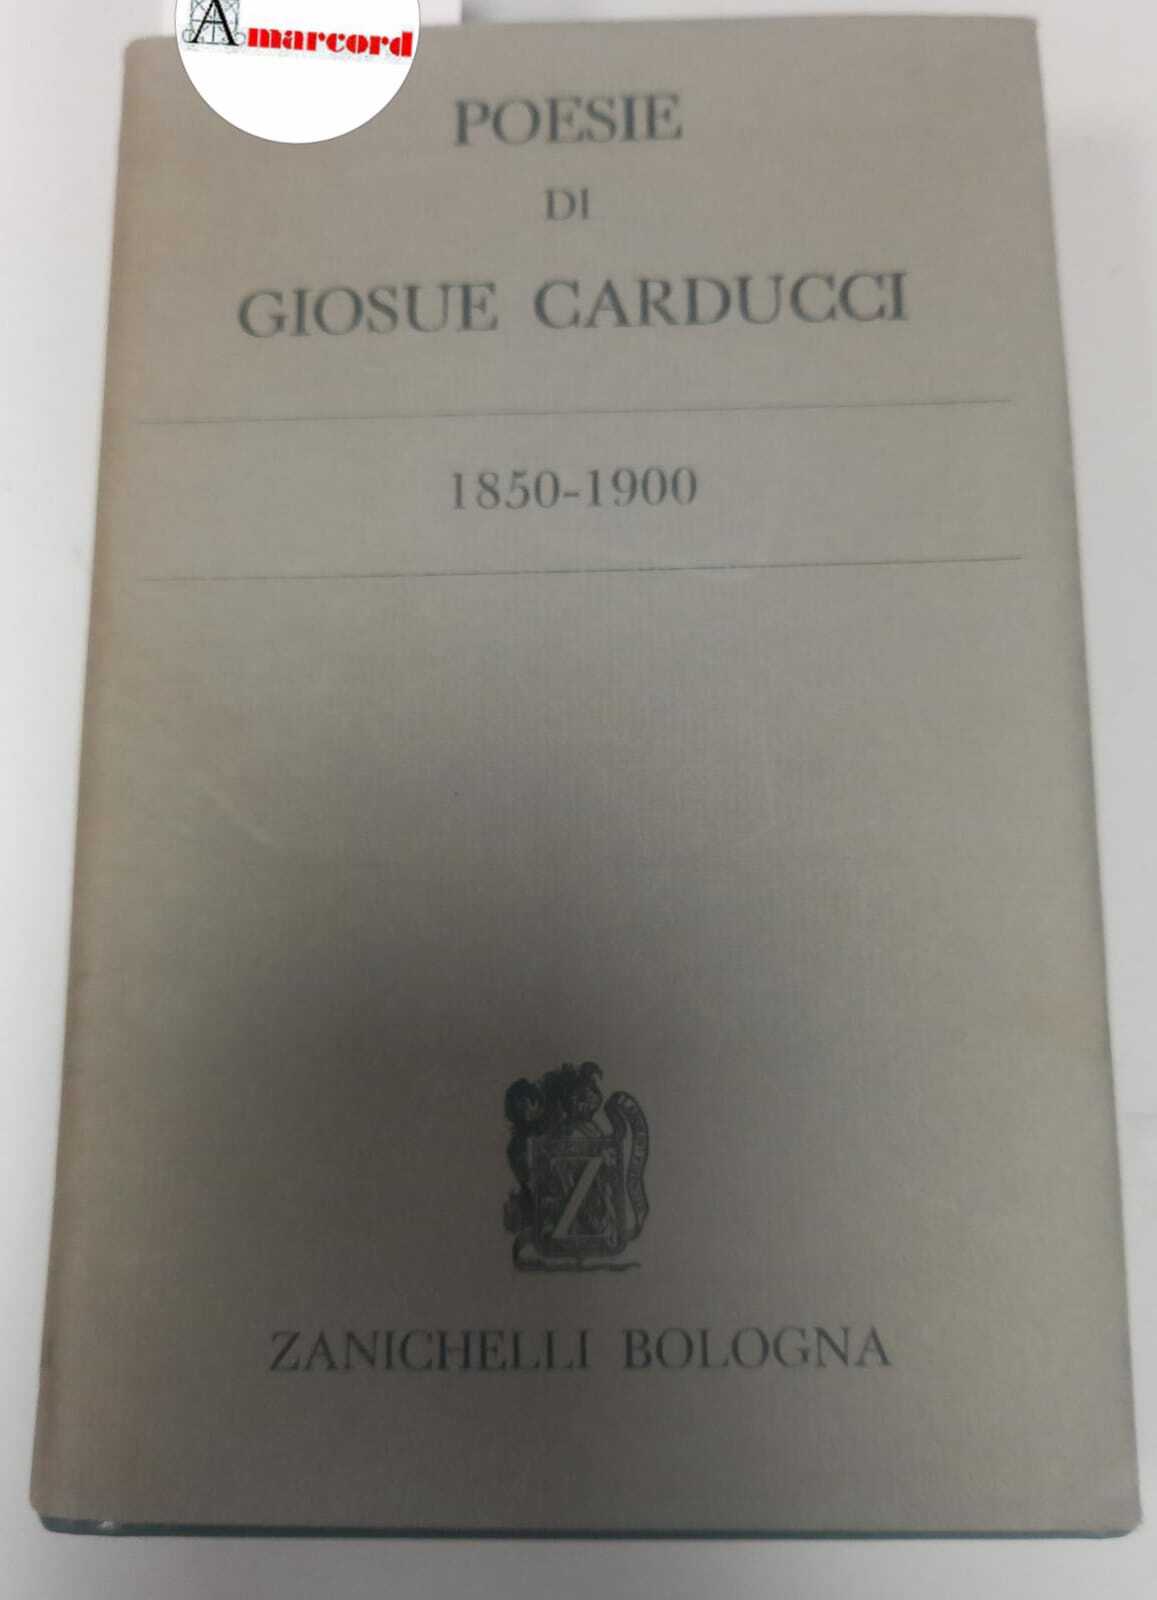 Amarcord
POESIE
DI
GIOSUE CARDUCCI
1850-1900
Z
ZANICHELLI BOLOGNA